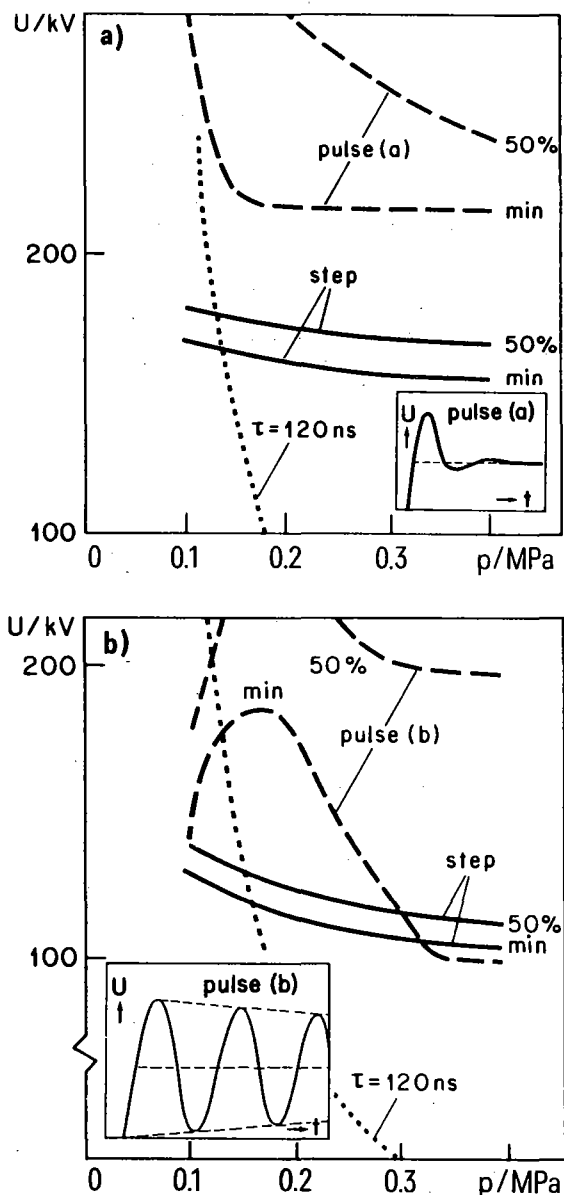 U/kV
a)
pulse (a)
50%
min
200
step
50%
min
U pulse (a)
t
τ = 120 ns
100
0 0.1 0.2 0.3 p/MPa
U/kV
b)
200
50%
min
pulse (b)
step
50%
min
100
U pulse (b)
t
τ = 120 ns
0 0.1 0.2 0.3 p/MPa